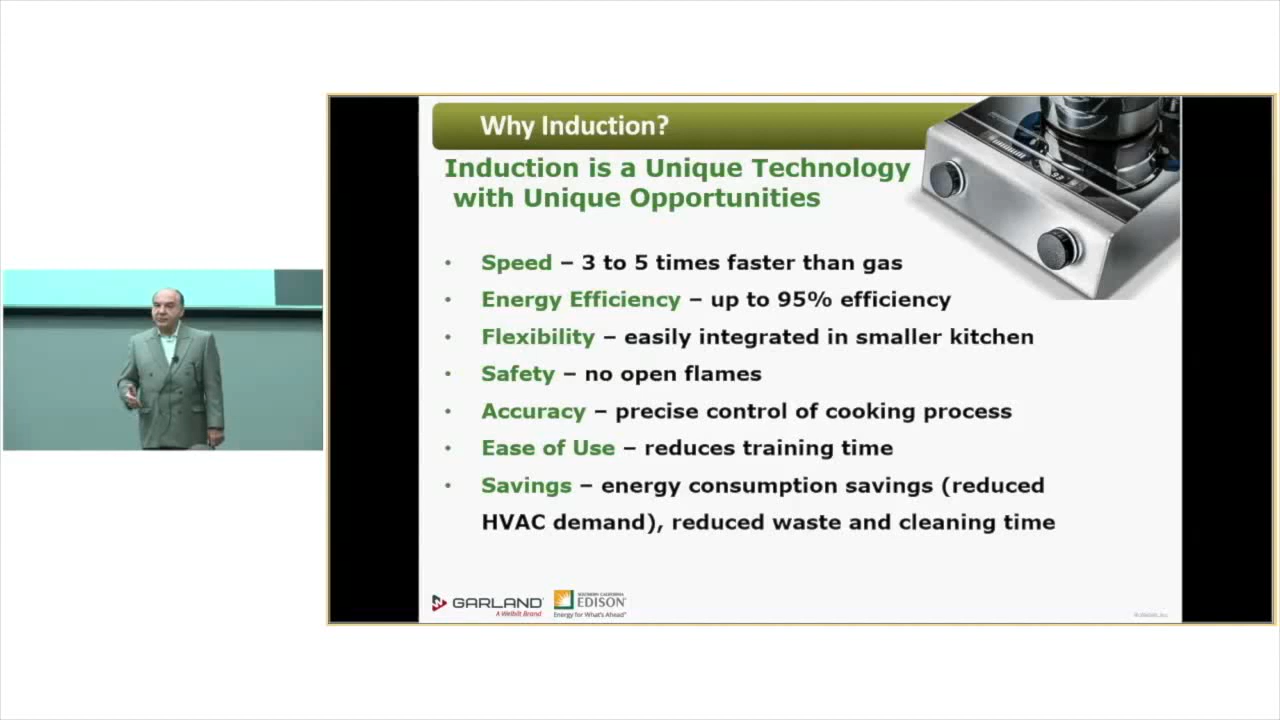 Why Induction?
Induction is a Unique Technology
with Unique Opportunities
• Speed – 3 to 5 times faster than gas
• Energy Efficiency – up to 95% efficiency
• Flexibility – easily integrated in smaller kitchen
• Safety – no open flames
• Accuracy – precise control of cooking process
• Ease of Use – reduces training time
• Savings – energy consumption savings (reduced
HVAC demand), reduced waste and cleaning time
GARLAND
A Welbilt Brand
SOUTHERN CALIFORNIA
EDISON
Energy for What's Ahead